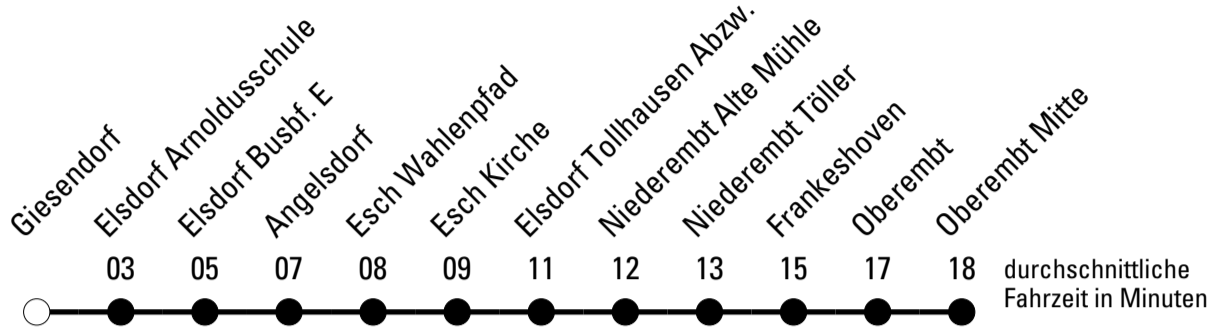 Giesendorf
Elsdorf Arnoldusschule
Elsdorf Busbf. E
Angelsdorf
Esch Wahlenpfad
Esch Kirche
Elsdorf Tollhausen Abzw.
Niederembt Alte Mühle
Niederembt Töller
Frankeshoven
Oberembt
Oberembt Mitte
03 05 07 08 09 11 12 13 15 17 18
durchschnittliche
Fahrzeit in Minuten